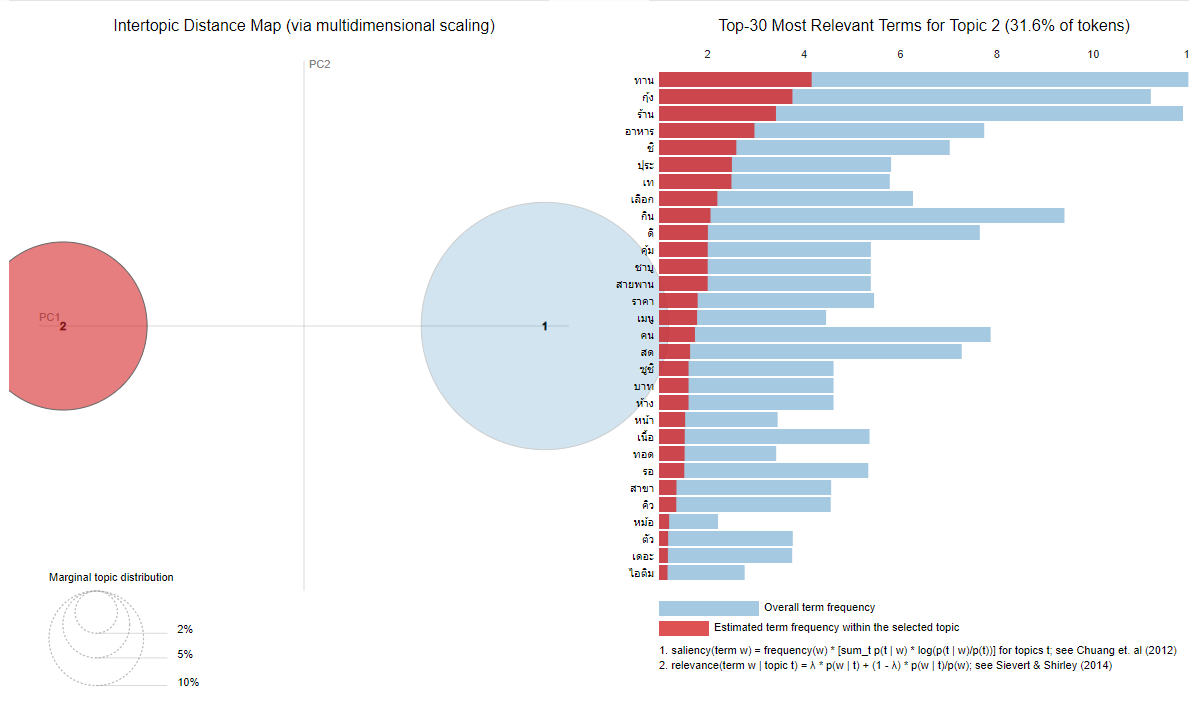 Intertopic Distance Map (via multidimensional scaling)
PC2
PC1
2
1
Marginal topic distribution
2%
5%
10%
Top-30 Most Relevant Terms for Topic 2 (31.6% of tokens)
2 4 6 8 10 1
ทาน
กุ้ง
ร้าน
อาหาร
ชิ
ประ
เท
เลือก
กิน
ดี
คุ้ม
ชาบู
สายพาน
ราคา
เมนู
คน
สด
ซูชิ
บาท
ห้าง
หน้า
เนื้อ
ทอด
รอ
สาขา
คิว
หม้อ
ตัว
เดอะ
ไอติม
Overall term frequency
Estimated term frequency within the selected topic
1. saliency(term w) = frequency(w) * [sum_t p(t | w) * log(p(t | w)/p(t))] for topics t; see Chuang et. al (2012)
2. relevance(term w | topic t) = λ * p(w | t) + (1 - λ) * p(w | t)/p(w); see Sievert & Shirley (2014)